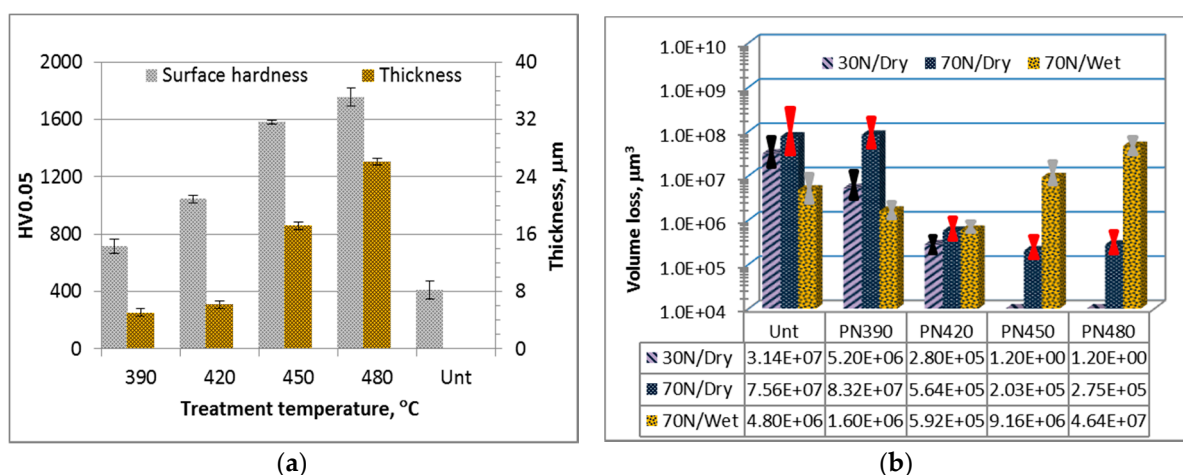 2000
1600
1200
800
400
0
HV0.05
Surface hardness
Thickness
40
32
24
16
8
0
Thickness, µm
390 420 450 480 Unt
Treatment temperature, °C
(a)
1.0E+10
1.0E+09
1.0E+08
1.0E+07
1.0E+06
1.0E+05
1.0E+04
Volume loss, µm³
30N/Dry 70N/Dry 70N/Wet
Unt PN390 PN420 PN450 PN480
30N/Dry 3.14E+07 5.20E+06 2.80E+05 1.20E+00 1.20E+00
70N/Dry 7.56E+07 8.32E+07 5.64E+05 2.03E+05 2.75E+05
70N/Wet 4.80E+06 1.60E+06 5.92E+05 9.16E+06 4.64E+07
(b)